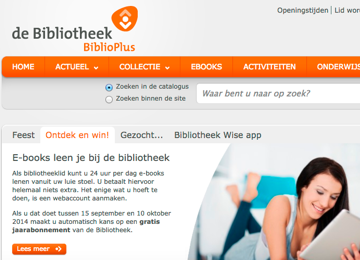 Openingstijden | Lid wor
de Bibliotheek
BiblioPlus
HOME ACTUEEL COLLECTIE EBOOKS ACTIVITEITEN ONDERWIJS
Zoeken in de catalogus
Zoeken binnen de site
Waar bent u naar op zoek?
Feest Ontdek en win! Gezocht... Bibliotheek Wise app
E-books leen je bij de bibliotheek
Als bibliotheeklid kunt u 24 uur per dag e-books
lenen vanuit uw luie stoel. U betaalt hiervoor
helemaal niets extra. Het enige wat u hoeft te
doen, is een webaccount aanmaken.
Als u dat doet tussen 15 september en 10 oktober
2014 maakt u automatisch kans op een gratis
jaarabonnement van de Bibliotheek.
Lees meer